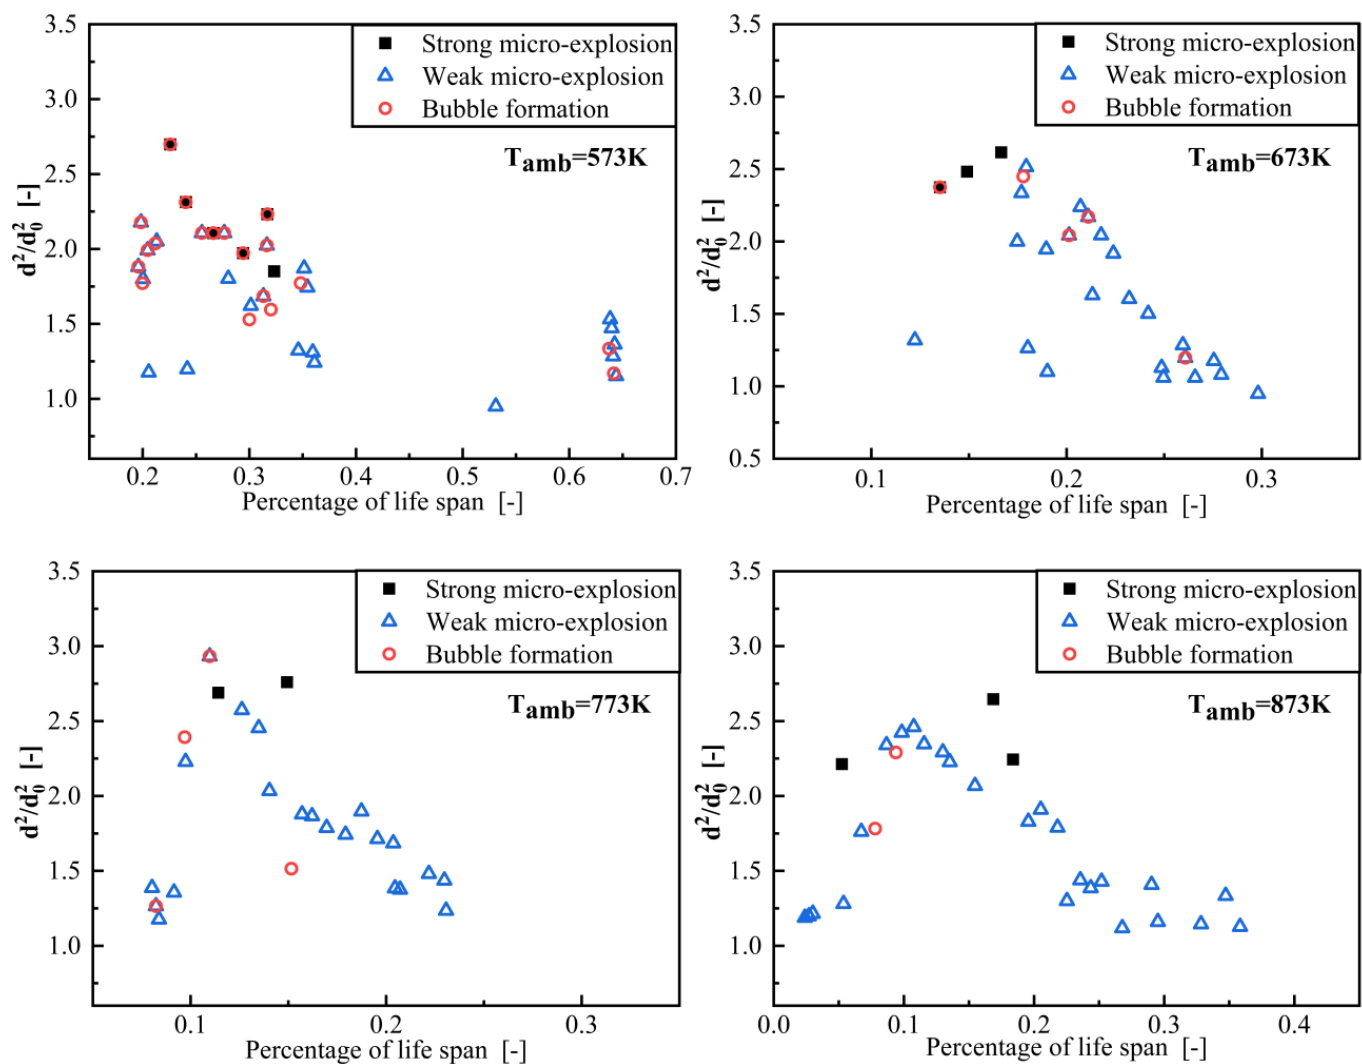 3.5
3.0
2.5
2.0
1.5
1.0
d²/d₀² [-]
Strong micro-explosion
Weak micro-explosion
Bubble formation
Tamb=573K
0.2 0.3 0.4 0.5 0.6 0.7
Percentage of life span [-]
3.5
3.0
2.5
2.0
1.5
1.0
0.5
d²/d₀² [-]
Strong micro-explosion
Weak micro-explosion
Bubble formation
Tamb=673K
0.1 0.2 0.3
Percentage of life span [-]
3.5
3.0
2.5
2.0
1.5
1.0
d²/d₀² [-]
Strong micro-explosion
Weak micro-explosion
Bubble formation
Tamb=773K
0.1 0.2 0.3
Percentage of life span [-]
3.5
3.0
2.5
2.0
1.5
1.0
d²/d₀² [-]
Strong micro-explosion
Weak micro-explosion
Bubble formation
Tamb=873K
0.0 0.1 0.2 0.3 0.4
Percentage of life span [-]